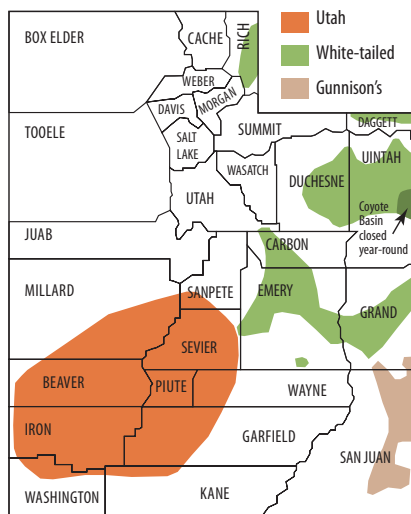 Utah
White-tailed
Gunnison's
BOX ELDER
CACHE
RICH
WEBER
DAVIS
MORGAN
TOOELE
SALT
LAKE
SUMMIT
DAGGETT
UINTAH
WASATCH
DUCHESNE
UTAH
Coyote
Basin
closed
year-round
JUAB
CARBON
MILLARD
SANPETE
EMERY
GRAND
SEVIER
BEAVER
PIUTE
WAYNE
IRON
GARFIELD
SAN JUAN
WASHINGTON
KANE